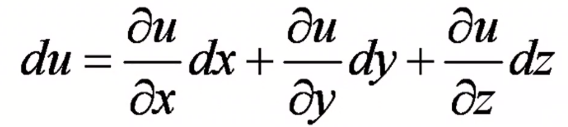 du = ∂u/∂x dx + ∂u/∂y dy + ∂u/∂z dz